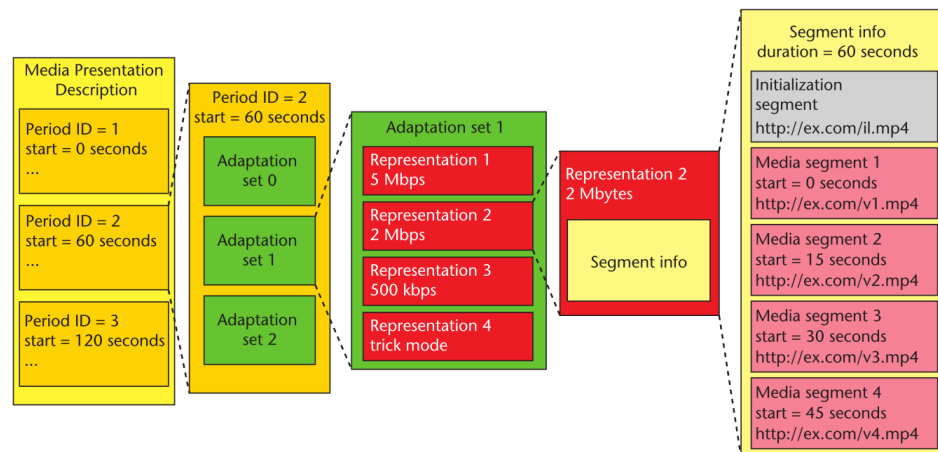 Media Presentation
Description
Period ID = 1
start = 0 seconds
...
Period ID = 2
start = 60 seconds
...
Period ID = 3
start = 120 seconds
...
Period ID = 2
start = 60 seconds
Adaptation
set 0
Adaptation
set 1
Adaptation
set 2
Adaptation set 1
Representation 1
5 Mbps
Representation 2
2 Mbps
Representation 3
500 kbps
Representation 4
trick mode
Representation 2
2 Mbytes
Segment info
Segment info
duration = 60 seconds
Initialization
segment
http://ex.com/il.mp4
Media segment 1
start = 0 seconds
http://ex.com/v1.mp4
Media segment 2
start = 15 seconds
http://ex.com/v2.mp4
Media segment 3
start = 30 seconds
http://ex.com/v3.mp4
Media segment 4
start = 45 seconds
http://ex.com/v4.mp4